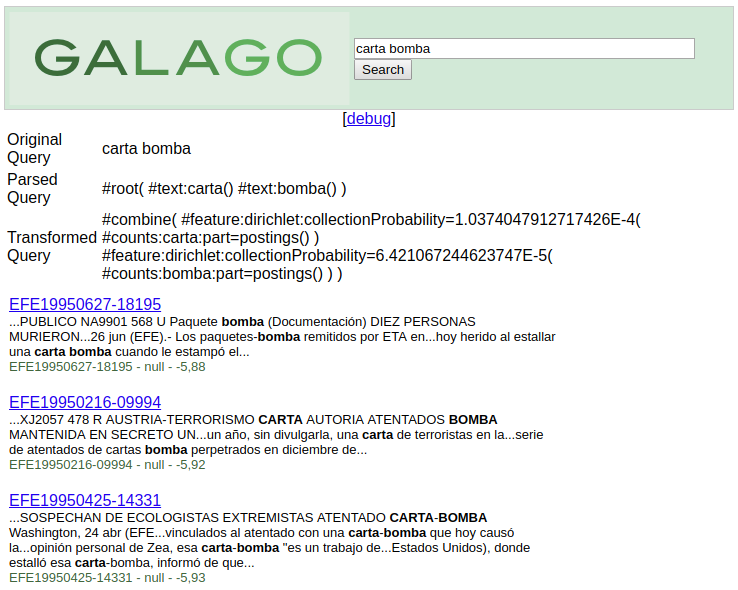 GALAGO
carta bomba
Search
[debug]
Original Query
carta bomba
Parsed Query
#root( #text:carta() #text:bomba() )
Transformed Query
#combine( #feature:dirichlet:collectionProbability=1.0374047912717426E-4(
#counts:carta:part=postings() )
#feature:dirichlet:collectionProbability=6.421067244623747E-5(
#counts:bomba:part=postings() ) )
EFE19950627-18195
...PUBLICO NA9901 568 U Paquete bomba (Documentación) DIEZ PERSONAS
MURIERON...26 jun (EFE).- Los paquetes-bomba remitidos por ETA en...hoy herido al estallar
una carta bomba cuando le estampó el...
EFE19950627-18195 - null - -5,88
EFE19950216-09994
...XJ2057 478 R AUSTRIA-TERRORISMO CARTA AUTORIA ATENTADOS BOMBA
MANTENIDA EN SECRETO UN...un año, sin divulgarla, una carta de terroristas en la...serie
de atentados de cartas bomba perpetrados en diciembre de...
EFE19950216-09994 - null - -5,92
EFE19950425-14331
...SOSPECHAN DE ECOLOGISTAS EXTREMISTAS ATENTADO CARTA-BOMBA
Washington, 24 abr (EFE...vinculados al atentado con una carta-bomba que hoy causó
la...opinión personal de Zea, esa carta-bomba "es un trabajo de...Estados Unidos), donde
estalló esa carta-bomba, informó de que...
EFE19950425-14331 - null - -5,93